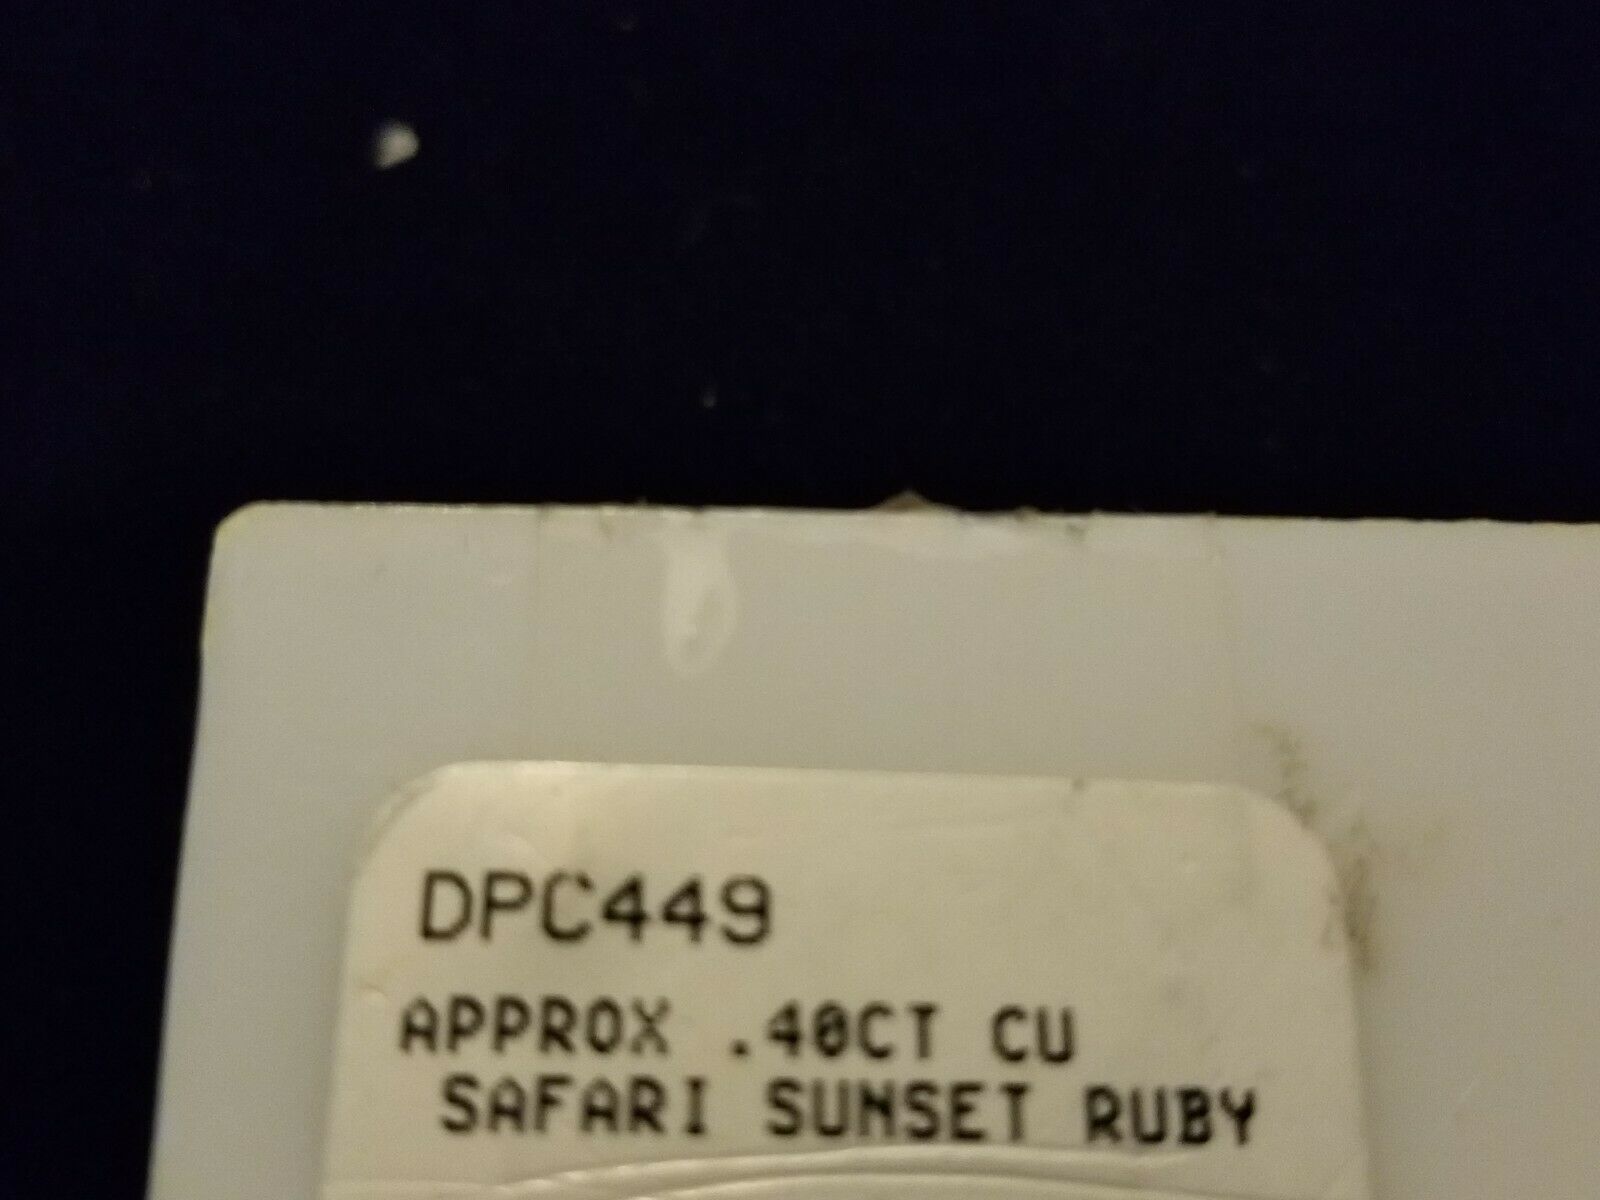 DPC449
APPROX .40CT CU
SAFARI SUNSET RUBY